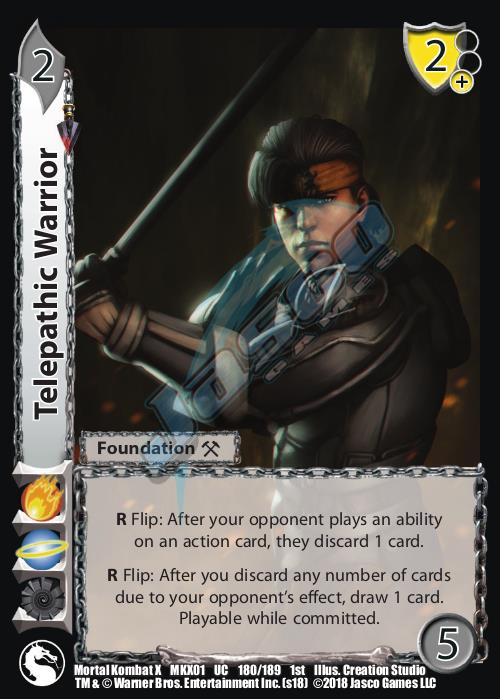 2
2
+
Telepathic Warrior
JASCO
GAMES
Foundation
R Flip: After your opponent plays an ability
on an action card, they discard 1 card.
R Flip: After you discard any number of cards
due to your opponent's effect, draw 1 card.
Playable while committed.
5
Mortal Kombat X MKX01 UC 180/189 1st Illus. Creation Studio
TM & © Warner Bros. Entertainment Inc. (s18) ©2018 Jasco Games LLC